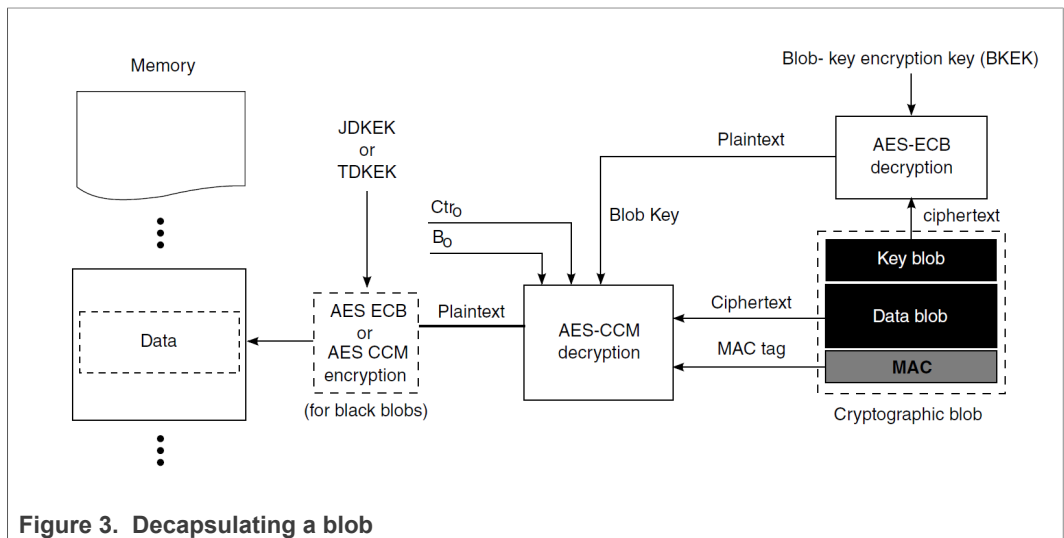 Blob- key encryption key (BKEK)
Memory
JDKEK
or
TDKEK
Plaintext
AES-ECB
decryption
Ctr0
B0
Blob Key
ciphertext
Key blob
Data
AES ECB
or
AES CCM
encryption
(for black blobs)
Plaintext
AES-CCM
decryption
Ciphertext
MAC tag
Data blob
MAC
Cryptographic blob
Figure 3. Decapsulating a blob